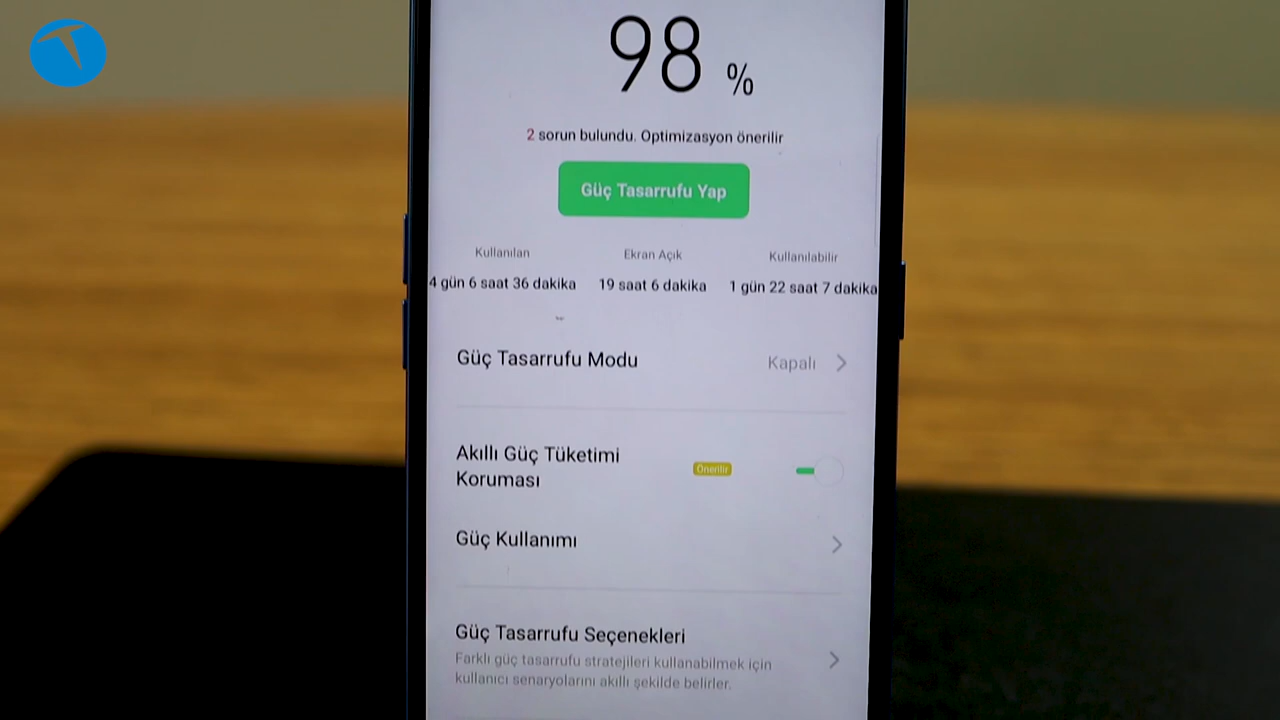 98 %
2 sorun bulundu. Optimizasyon önerilir
Güç Tasarrufu Yap
Kullanılan Ekran Açık Kullanılabilir
4 gün 6 saat 36 dakika 19 saat 6 dakika 1 gün 22 saat 7 dakika
Güç Tasarrufu Modu Kapalı
Akıllı Güç Tüketimi
Koruması
Önerilir
Güç Kullanımı
Güç Tasarrufu Seçenekleri
Farklı güç tasarrufu stratejileri kullanabilmek için
kullanıcı senaryolarını akıllı şekilde belirler.